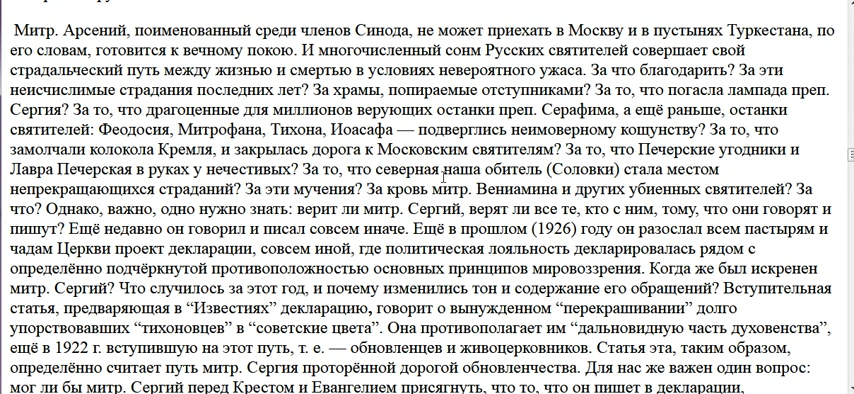 Митр. Арсений, поименованный среди членов Синода, не может приехать в Москву и в пустынях Туркестана, по
его словам, готовится к вечному покою. И многочисленный сонм Русских святителей совершает свой
страдальческий путь между жизнью и смертью в условиях невероятного ужаса. За что благодарить? За эти
неисчислимые страдания последних лет? За храмы, попираемые отступниками? За то, что погасла лампада преп.
Сергия? За то, что драгоценные для миллионов верующих останки преп. Серафима, а ещё раньше, останки
святителей: Феодосия, Митрофана, Тихона, Иоасафа — подверглись неимоверному кощунству? За то, что
замолчали колокола Кремля, и закрылась дорога к Московским святителям? За то, что Печерские угодники и
Лавра Печерская в руках у нечестивых? За то, что северная наша обитель (Соловки) стала местом
непрекращающихся страданий? За эти мучения? За кровь митр. Вениамина и других убиенных святителей? За
что? Однако, важно, одно нужно знать: верит ли митр. Сергий, верят ли все те, кто с ним, тому, что они говорят и
пишут? Ещё недавно он говорил и писал совсем иначе. Ещё в прошлом (1926) году он разослал всем пастырям и
чадам Церкви проект декларации, совсем иной, где политическая лояльность декларировалась рядом с
определённо подчёркнутой противоположностью основных принципов мировоззрения. Когда же был искренен
митр. Сергий? Что случилось за этот год, и почему изменились тон и содержание его обращений? Вступительная
статья, предваряющая в “Известиях” декларацию, говорит о вынужденном “перекрашивании” долго
упорствовавших “тихоновцев” в “советские цвета”. Она противополагает им “дальновидную часть духовенства”,
ещё в 1922 г. вступившую на этот путь, т. е. — обновленцев и живоцерковников. Статья эта, таким образом,
определённо считает путь митр. Сергия проторённой дорогой обновленчества. Для нас же важен один вопрос:
мог ли бы митр. Сергий перед Крестом и Евангелием присягнуть, что то, что он пишет в декларации,